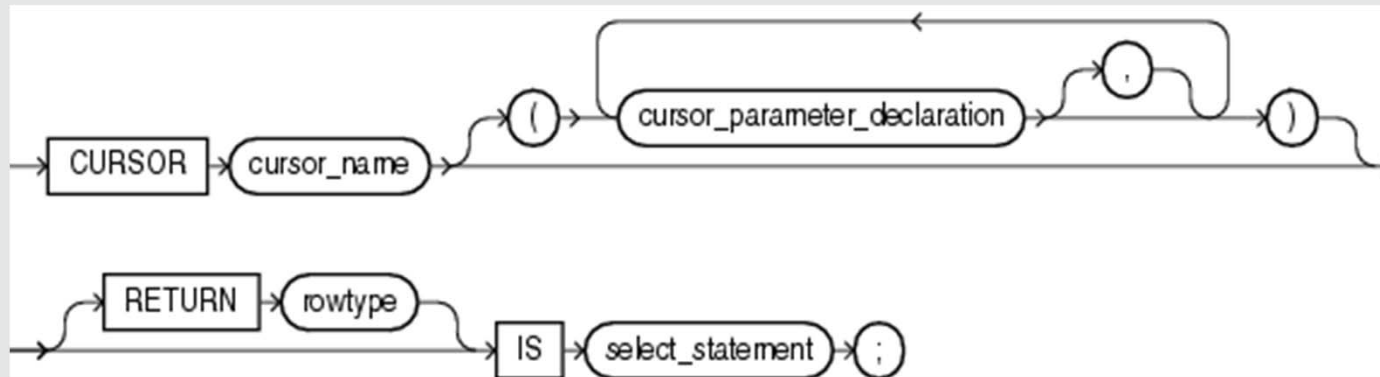 ,
( cursor_parameter_declaration )
CURSOR cursor_name
RETURN rowtype
IS select_statement ;